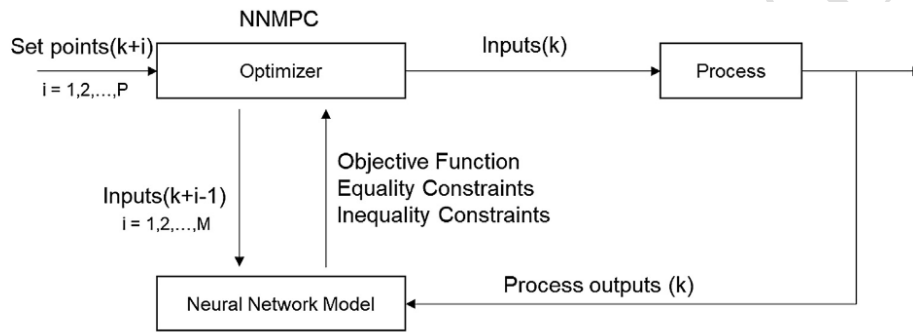 NNMPC
Set points(k+i)
i = 1,2,...,P
Optimizer
Inputs(k)
Process
Inputs(k+i-1)
i = 1,2,...,M
Objective Function
Equality Constraints
Inequality Constraints
Neural Network Model
Process outputs (k)